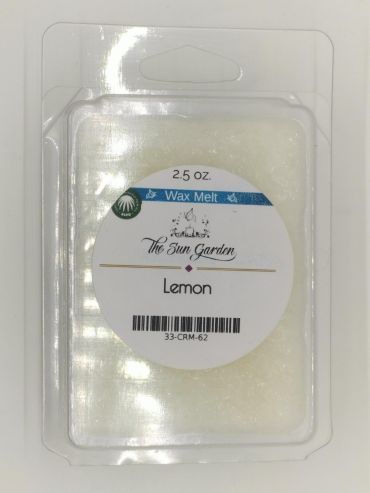 2.5 oz.
Wax Melt
The Sun Garden
Lemon
33-CRM-62